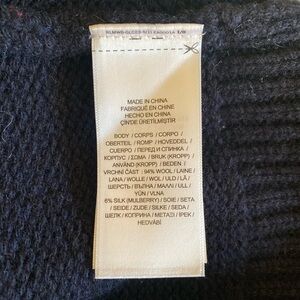 MADE IN CHINA
FABRIQUÉ EN CHINE
HECHO EN CHINA
ÇİN'DE ÜRETİLMİŞTİR
BODY / CORPS / CORPO /
OBERTEIL / ROMP / HOVEDDEL /
CUERPO / ПЕРЕД И СПИНКА /
КОРПУС / ΣΩΜΑ / BRUK (KROPP) /
ANVÄND (KROPP) / BEDEN /
VRCHNÍ ČÁST : 94% WOOL / LAINE /
LANA / WOLLE / WOL / ULD / LÃ /
ШЕРСТЬ / ВЪЛНА / ΜΑΛΛΙ / ULL /
YÜN / VLNA
6% SILK (MULBERRY) / SOIE / SETA
/ SEIDE / ZIJDE / SILKE / SEDA /
ШЕЛК / КОПРИНА / ΜΕΤΑΞΙ / İPEK /
HEDVÁBÍ